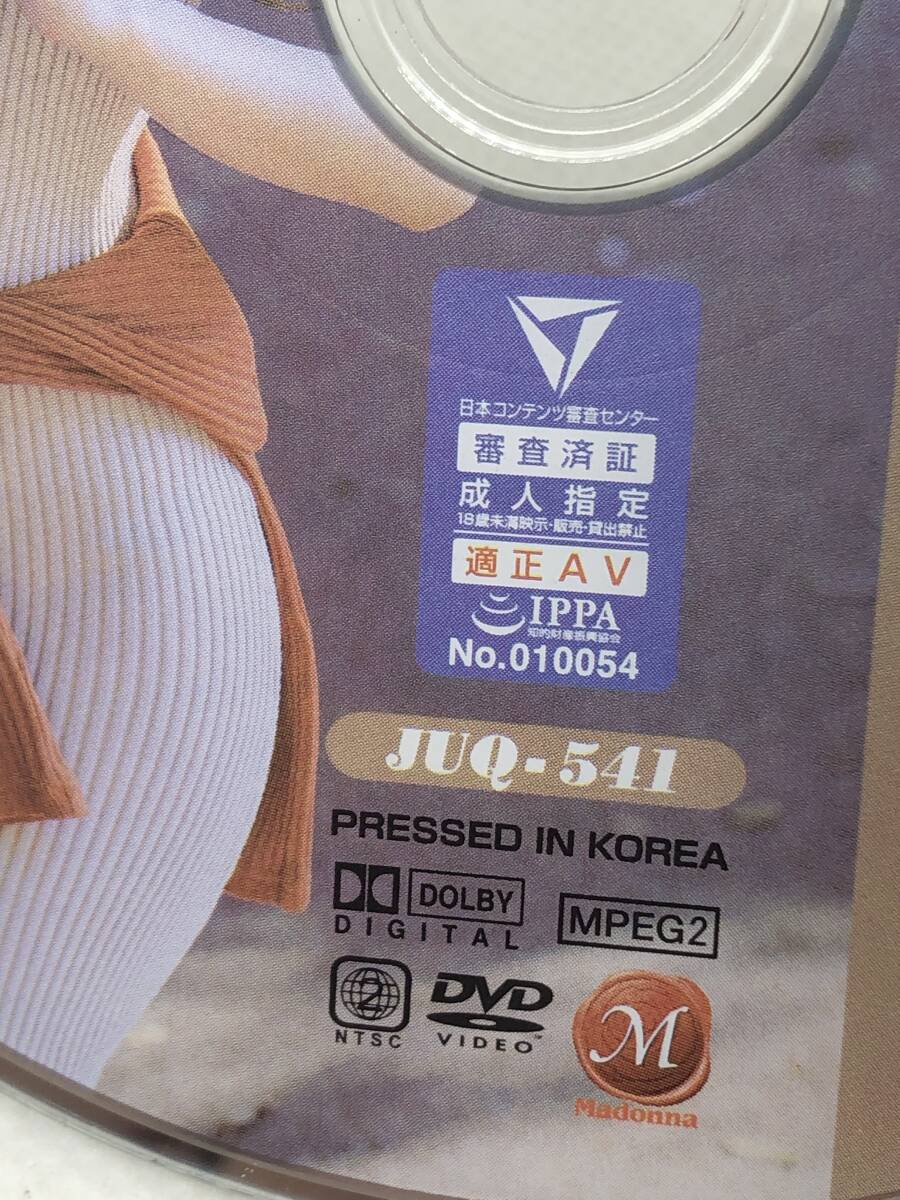 日本コンテンツ審査センター
審査済証
成人指定
18歳未満映示・販売・貸出禁止
適正AV
IPPA
知的財産振興協会
No.010054
JUQ-541
PRESSED IN KOREA
DOLBY
DIGITAL
MPEG2
2
NTSC
DVD
VIDEO™
M
Madonna